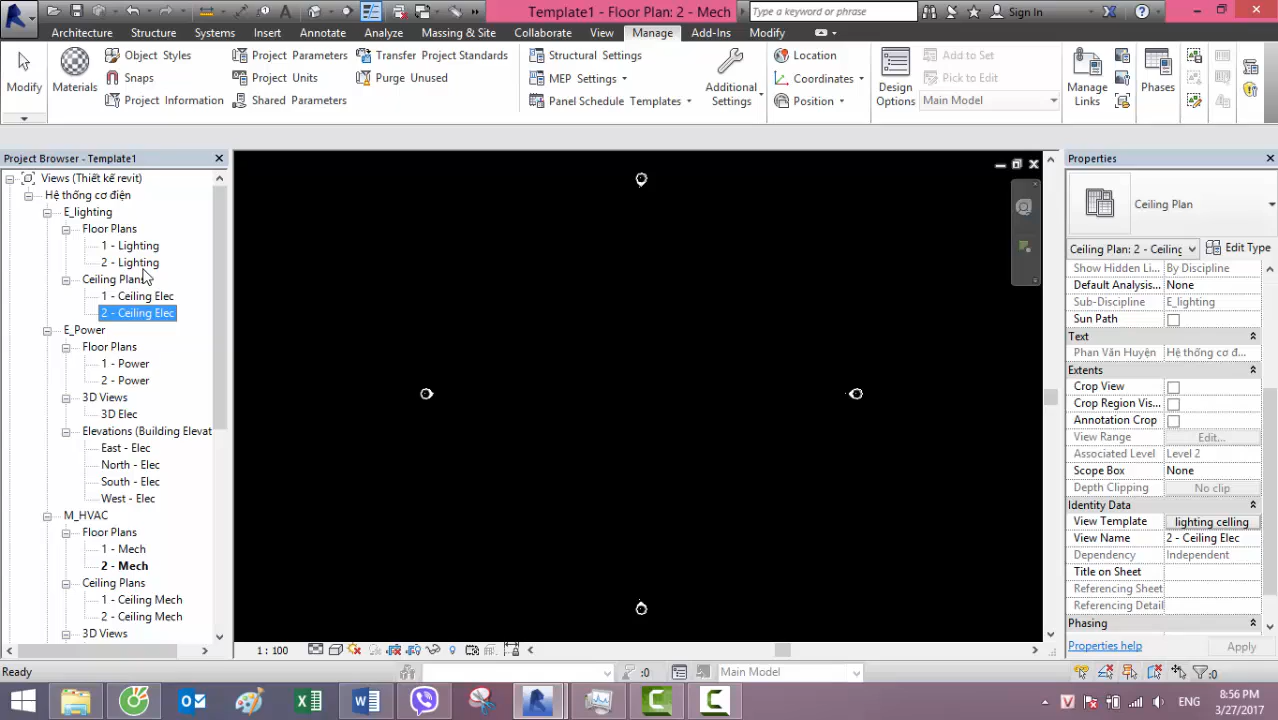 Template1 - Floor Plan: 2 - Mech
Type a keyword or phrase
Sign In
Architecture Structure Systems Insert Annotate Analyze Massing & Site Collaborate View Manage Add-Ins Modify
Modify
Materials
Object Styles
Snaps
Project Information
Project Parameters
Project Units
Shared Parameters
Transfer Project Standards
Purge Unused
Structural Settings
MEP Settings
Panel Schedule Templates
Additional Settings
Location
Coordinates
Position
Design Options
Add to Set
Pick to Edit
Main Model
Manage Links
Phases
Project Browser - Template1
Views (Thiết kế revit)
Hệ thống cơ điện
E_lighting
Floor Plans
1 - Lighting
2 - Lighting
Ceiling Plans
1 - Ceiling Elec
2 - Ceiling Elec
E_Power
Floor Plans
1 - Power
2 - Power
3D Views
3D Elec
Elevations (Building Elevat
East - Elec
North - Elec
South - Elec
West - Elec
M_HVAC
Floor Plans
1 - Mech
2 - Mech
Ceiling Plans
1 - Ceiling Mech
2 - Ceiling Mech
3D Views
1 : 100
Properties
Ceiling Plan
Ceiling Plan: 2 - Ceiling
Edit Type
Show Hidden Li... By Discipline
Default Analysis... None
Sub-Discipline E_lighting
Sun Path
Text
Phan Văn Huyện Hệ thống cơ đ...
Extents
Crop View
Crop Region Vis...
Annotation Crop
View Range Edit...
Associated Level Level 2
Scope Box None
Depth Clipping No clip
Identity Data
View Template lighting celling
View Name 2 - Ceiling Elec
Dependency Independent
Title on Sheet
Referencing Sheet
Referencing Detail
Phasing
Properties help
Apply
Ready
:0
Main Model
:0
ENG
8:56 PM
3/27/2017